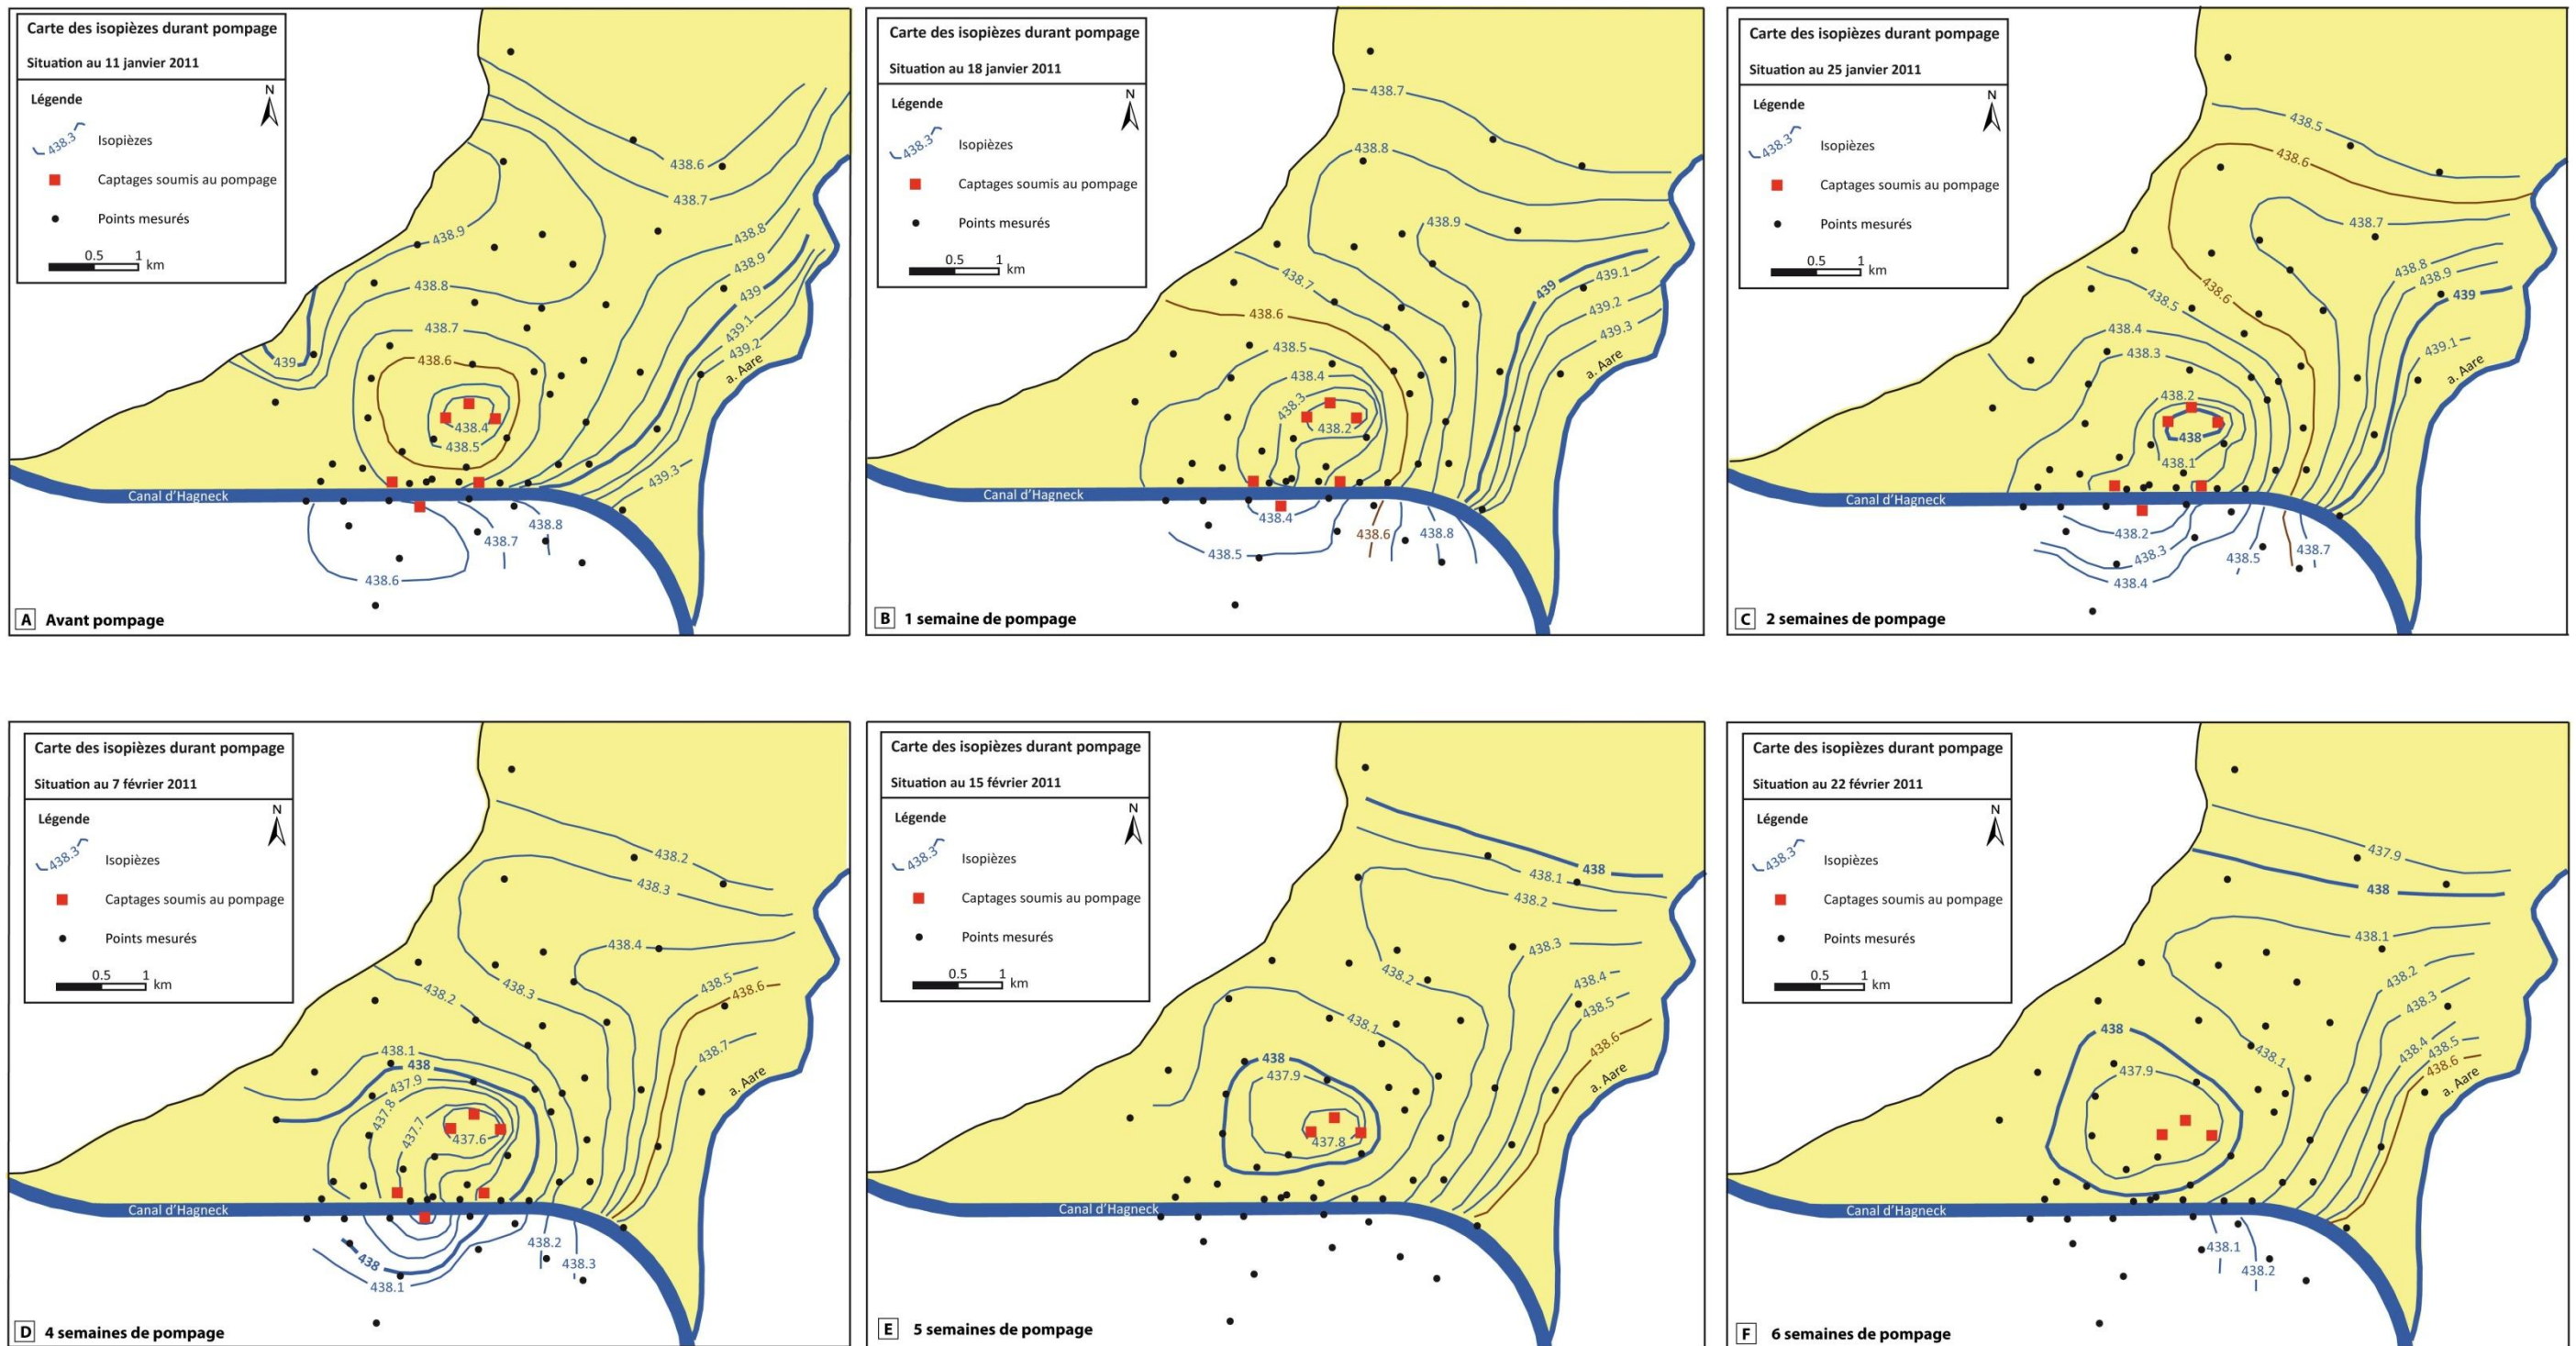 Carte des isopièzes durant pompage
Situation au 11 janvier 2011
Légende
N
438.3
Isopièzes
Captages soumis au pompage
Points mesurés
0.5 1
km
438.6
438.7
438.9
438.8
438.9
438.8
439
438.7
439.1
439.2
439
438.6
a. Aare
438.4
438.5
439.3
Canal d'Hagneck
438.8
438.7
438.6
A Avant pompage
Carte des isopièzes durant pompage
Situation au 18 janvier 2011
Légende
N
438.3
Isopièzes
Captages soumis au pompage
Points mesurés
0.5 1
km
438.7
438.8
438.9
438.7
439.1
439
439.2
438.6
439.3
438.5
a. Aare
438.4
438.3
438.2
Canal d'Hagneck
438.4
438.6
438.8
438.5
B 1 semaine de pompage
Carte des isopièzes durant pompage
Situation au 25 janvier 2011
Légende
N
438.3
Isopièzes
Captages soumis au pompage
Points mesurés
0.5 1
km
438.5
438.6
438.7
438.8
438.9
438.6
439
438.5
438.4
439.1
438.3
a. Aare
438.2
438
438.1
Canal d'Hagneck
438.2
438.3
438.5
438.7
438.4
C 2 semaines de pompage
Carte des isopièzes durant pompage
Situation au 7 février 2011
Légende
N
438.3
Isopièzes
Captages soumis au pompage
Points mesurés
0.5 1
km
438.2
438.3
438.4
438.5
438.6
438.2
438.3
438.7
438.1
438
437.9
a. Aare
437.8
437.7
437.6
Canal d'Hagneck
438.2
438
438.3
438.1
D 4 semaines de pompage
Carte des isopièzes durant pompage
Situation au 15 février 2011
Légende
N
438.3
Isopièzes
Captages soumis au pompage
Points mesurés
0.5 1
km
438
438.1
438.2
438.3
438.2
438.4
438.5
438.1
438.6
438
437.9
a. Aare
437.8
Canal d'Hagneck
E 5 semaines de pompage
Carte des isopièzes durant pompage
Situation au 22 février 2011
Légende
N
438.3
Isopièzes
Captages soumis au pompage
Points mesurés
0.5 1
km
437.9
438
438.1
438.2
438.3
438
438.1
438.4
438.5
438.6
437.9
a. Aare
Canal d'Hagneck
438.1
438.2
F 6 semaines de pompage